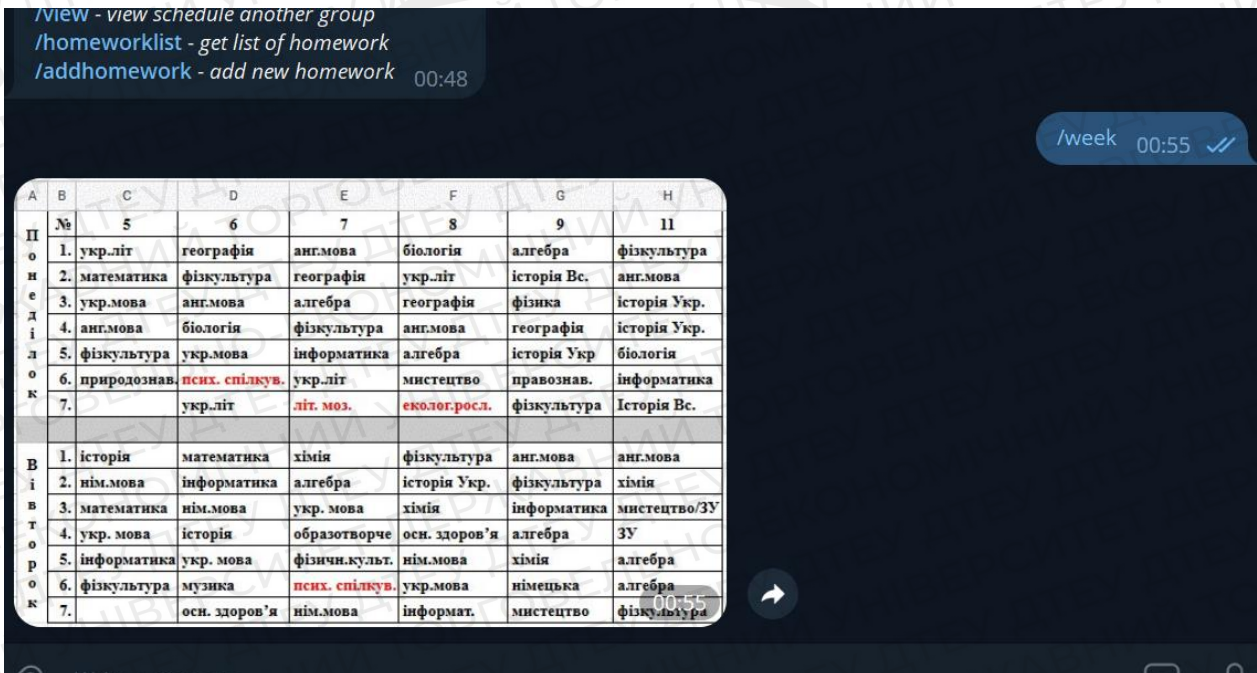 /view - view schedule another group
/homeworklist - get list of homework
/addhomework - add new homework 00:48
/week 00:55
A B C D E F G H
№ 5 6 7 8 9 11
Понеділок
1. укр.літ географія анг.мова біологія алгебра фізкультура
2. математика фізкультура географія укр.літ історія Вс. анг.мова
3. укр.мова анг.мова алгебра географія фізика історія Укр.
4. анг.мова біологія фізкультура анг.мова географія історія Укр.
5. фізкультура укр.мова інформатика алгебра історія Укр біологія
6. природознав. псих. спілкув. укр.літ мистецтво правознав. інформатика
7. укр.літ літ. моз. еколог.росл. фізкультура Історія Вс.
Вівторок
1. історія математика хімія фізкультура анг.мова анг.мова
2. нім.мова інформатика алгебра історія Укр. фізкультура хімія
3. математика нім.мова укр. мова хімія інформатика мистецтво/ЗУ
4. укр. мова історія образотворче осн. здоров’я алгебра ЗУ
5. інформатика укр. мова фізичн.культ. нім.мова хімія алгебра
6. фізкультура музика псих. спілкув. укр.мова німецька алгебра
7. осн. здоров’я нім.мова інформат. мистецтво фізкультура
00:55